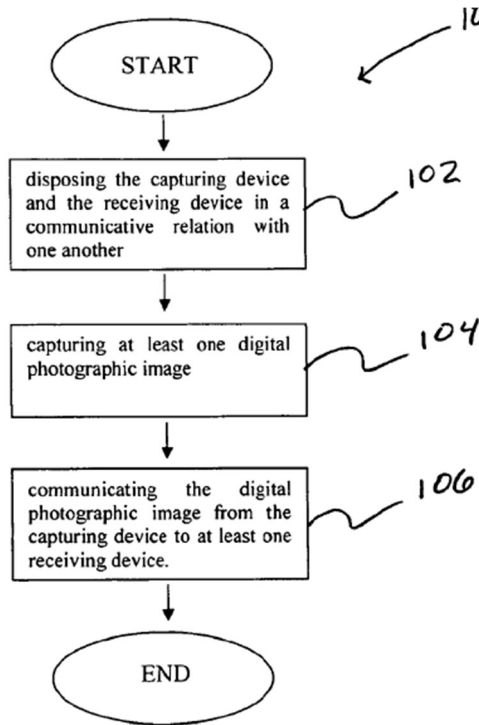 START
disposing the capturing device
and the receiving device in a
communicative relation with
one another
102
capturing at least one digital
photographic image
104
communicating the digital
photographic image from the
capturing device to at least one
receiving device.
106
END